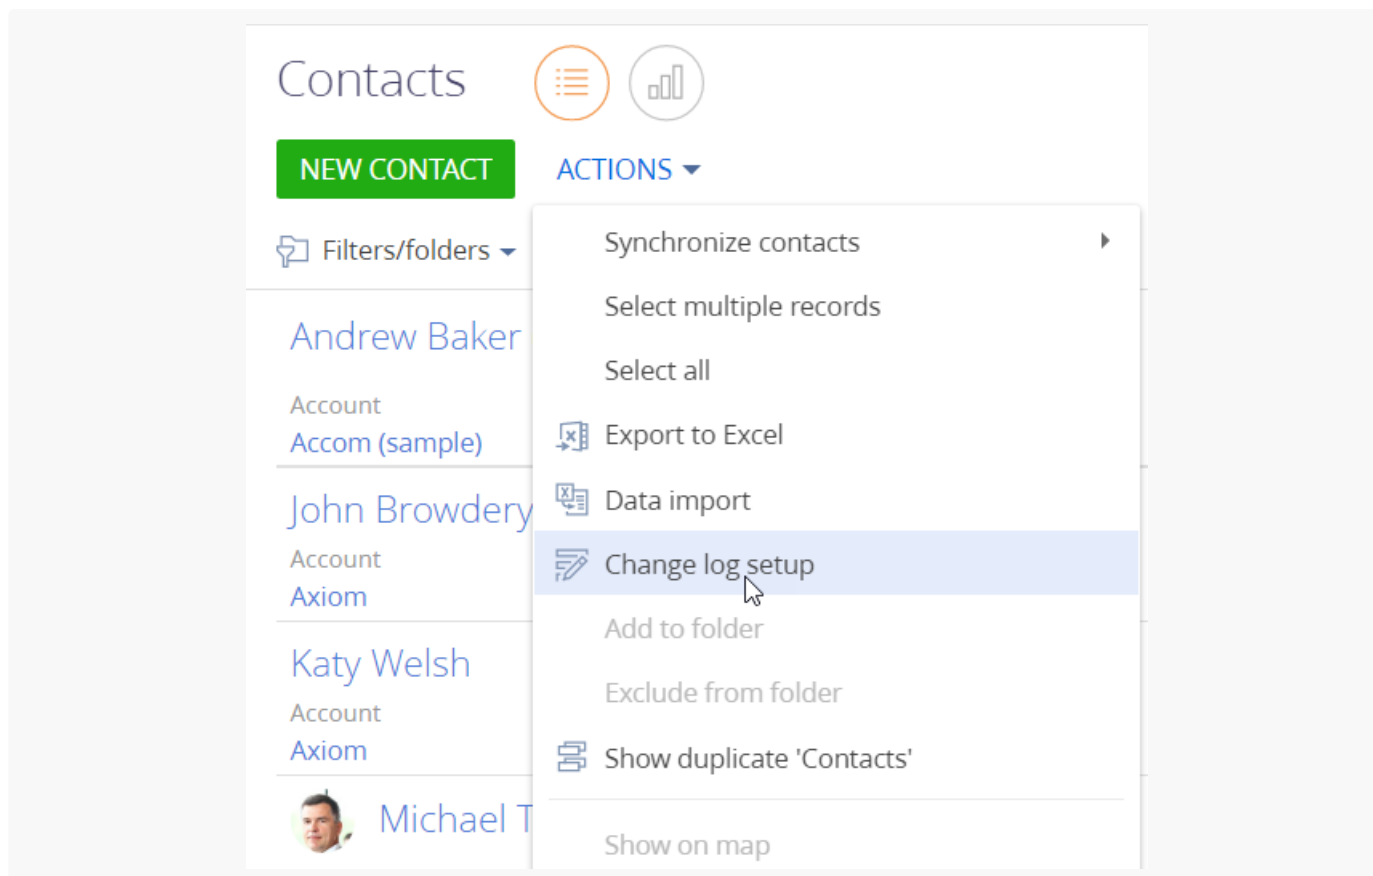 Contacts
NEW CONTACT
ACTIONS
Filters/folders
Synchronize contacts
Select multiple records
Select all
Export to Excel
Data import
Change log setup
Add to folder
Exclude from folder
Show duplicate 'Contacts'
Show on map
Andrew Baker
Account
Accom (sample)
John Browdery
Account
Axiom
Katy Welsh
Account
Axiom
Michael T